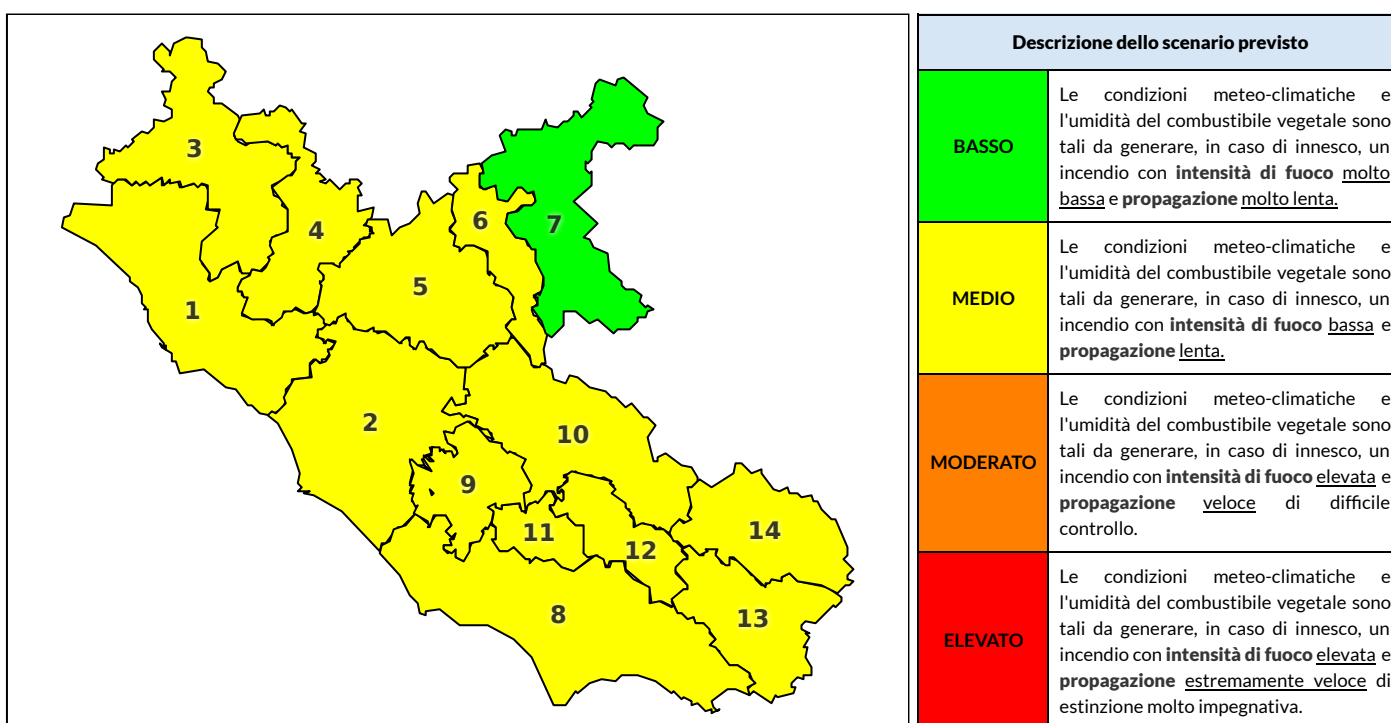 3
4
6
7
5
1
2
10
9
11
12
14
8
13
Descrizione dello scenario previsto
BASSO
Le condizioni meteo-climatiche e
l'umidità del combustibile vegetale sono
tali da generare, in caso di innesco, un
incendio con intensità di fuoco molto
bassa e propagazione molto lenta.
MEDIO
Le condizioni meteo-climatiche e
l'umidità del combustibile vegetale sono
tali da generare, in caso di innesco, un
incendio con intensità di fuoco bassa e
propagazione lenta.
MODERATO
Le condizioni meteo-climatiche e
l'umidità del combustibile vegetale sono
tali da generare, in caso di innesco, un
incendio con intensità di fuoco elevata e
propagazione veloce di difficile
controllo.
ELEVATO
Le condizioni meteo-climatiche e
l'umidità del combustibile vegetale sono
tali da generare, in caso di innesco, un
incendio con intensità di fuoco elevata e
propagazione estremamente veloce di
estinzione molto impegnativa.